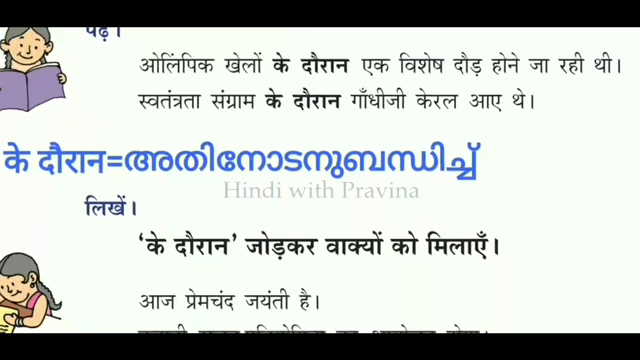 पढ़ें।
ओलिंपिक खेलों के दौरान एक विशेष दौड़ होने जा रही थी।
स्वतंत्रता संग्राम के दौरान गाँधीजी केरल आए थे।
के दौरान=അതിനോടനുബന്ധിച്ച്
Hindi with Pravina
लिखें।
‘के दौरान’ जोड़कर वाक्यों को मिलाएँ।
आज प्रेमचंद जयंती है।